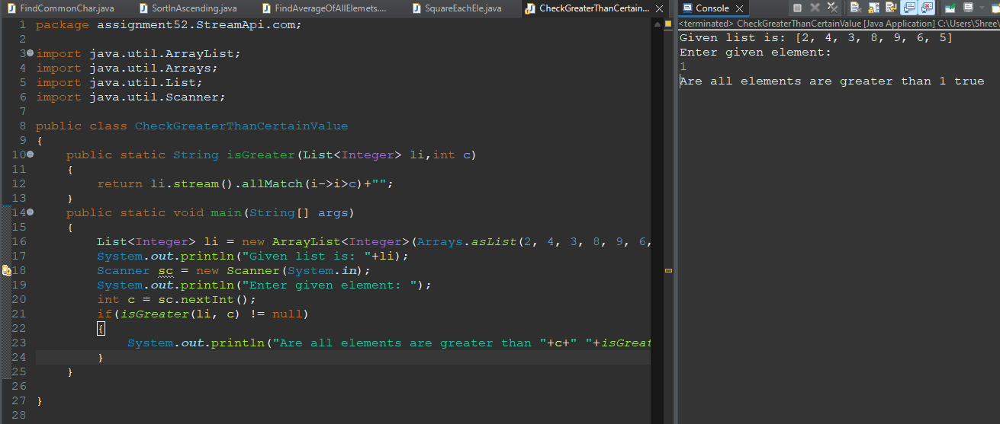 FindCommonChar.java
SortInAscending.java
FindAverageOfAllElemets....
SquareEachEle.java
CheckGreaterThanCertain...
1 package assignment52.StreamApi.com;
2
3 import java.util.ArrayList;
4 import java.util.Arrays;
5 import java.util.List;
6 import java.util.Scanner;
7
8 public class CheckGreaterThanCertainValue
9 {
10 public static String isGreater(List<Integer> li,int c)
11 {
12 return li.stream().allMatch(i->i>c)+"";
13 }
14 public static void main(String[] args)
15 {
16 List<Integer> li = new ArrayList<Integer>(Arrays.asList(2, 4, 3, 8, 9, 6,
17 System.out.println("Given list is: "+li);
18 Scanner sc = new Scanner(System.in);
19 System.out.println("Enter given element: ");
20 int c = sc.nextInt();
21 if(isGreater(li, c) != null)
22 {
23 System.out.println("Are all elements are greater than "+c+" "+isGreat
24 }
25 }
26
27 }
28
Console
<terminated> CheckGreaterThanCertainValue [Java Application] C:\Users\Shree\
Given list is: [2, 4, 3, 8, 9, 6, 5]
Enter given element:
1
Are all elements are greater than 1 true